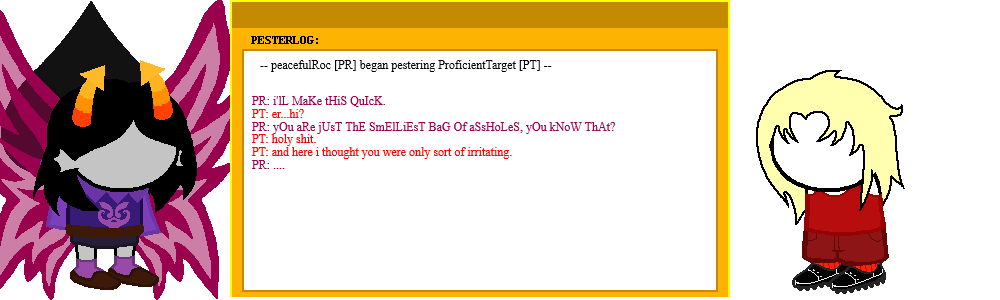 PESTERLOG:
-- peacefulRoc [PR] began pestering ProficientTarget [PT] --
PR: i'lL MaKe tHiS QuIcK.
PT: er...hi?
PR: yOu aRe jUsT ThE SmElLiEsT BaG Of aSsHoLeS, yOu kNoW ThAt?
PT: holy shit.
PT: and here i thought you were only sort of irritating.
PR: ....